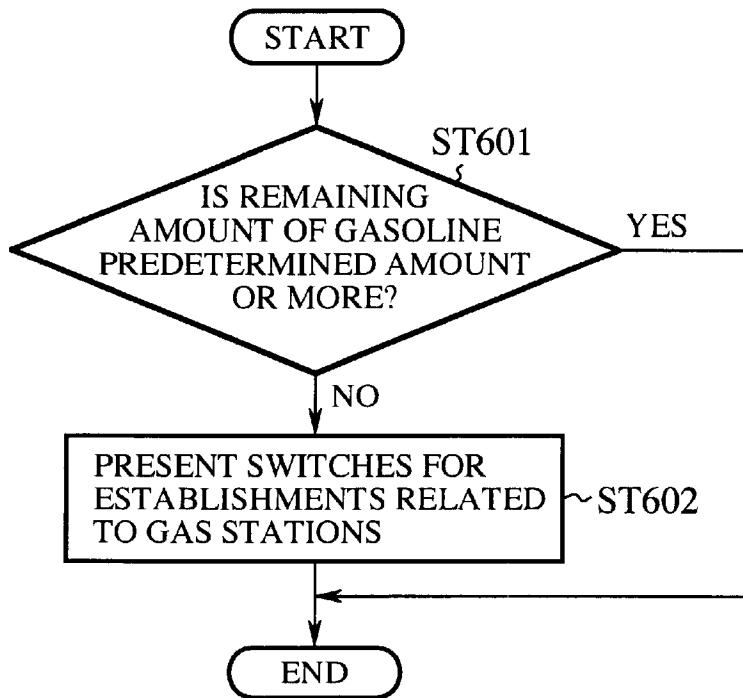 START
ST601
IS REMAINING
AMOUNT OF GASOLINE
PREDETERMINED AMOUNT
OR MORE?
YES
NO
PRESENT SWITCHES FOR
ESTABLISHMENTS RELATED
TO GAS STATIONS
ST602
END